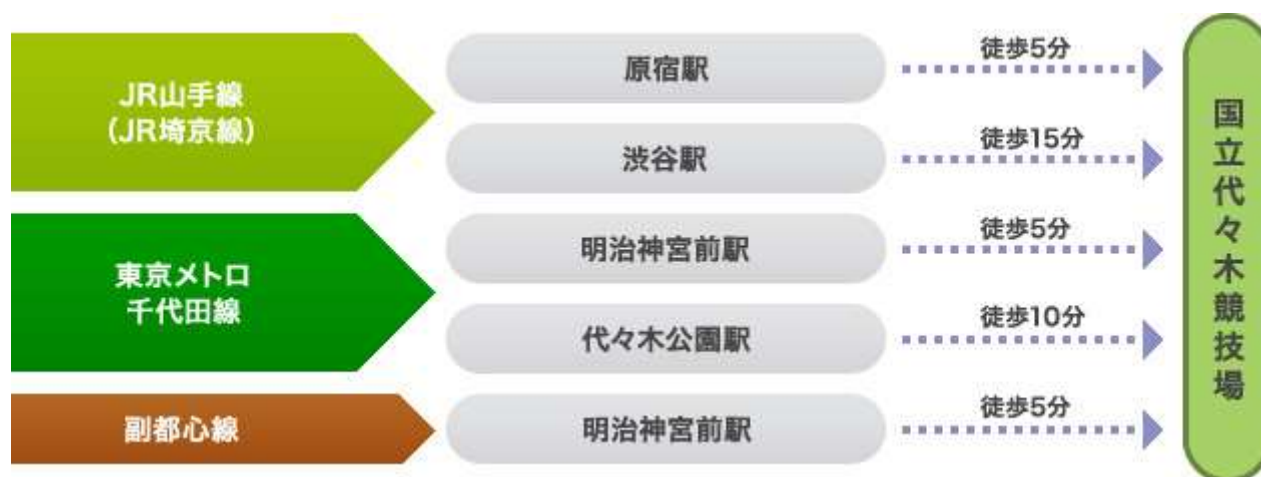 JR山手線
（JR埼京線）
原宿駅
徒歩5分
渋谷駅
徒歩15分
東京メトロ
千代田線
明治神宮前駅
徒歩5分
代々木公園駅
徒歩10分
副都心線
明治神宮前駅
徒歩5分
国立代々木競技場